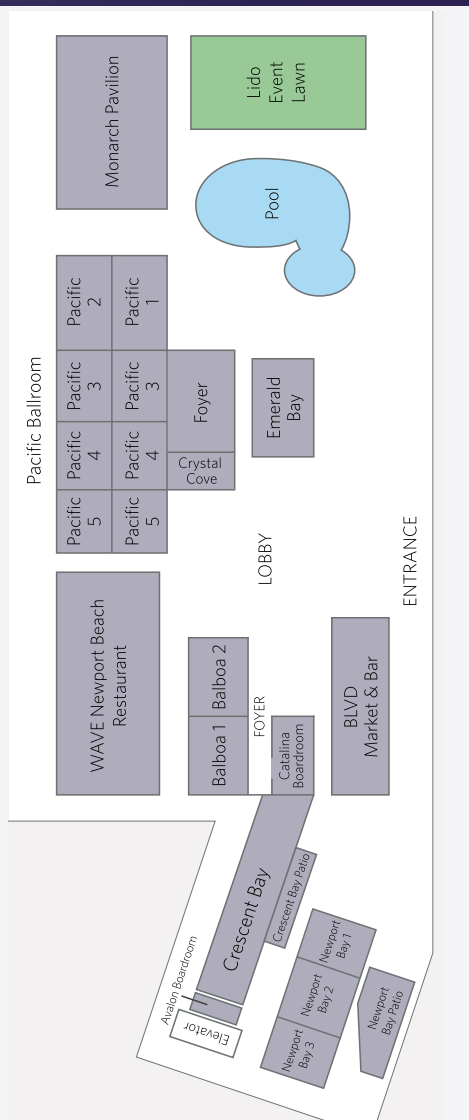 Monarch Pavilion
Lido
Event
Lawn
Pool
Pacific Ballroom
Pacific
2
Pacific
1
Pacific
3
Pacific
3
Foyer
Emerald
Bay
Pacific
4
Pacific
4
Crystal
Cove
Pacific
5
Pacific
5
LOBBY
ENTRANCE
WAVE Newport Beach
Restaurant
Balboa 2
Balboa 1
FOYER
Catalina
Boardroom
BLVD
Market & Bar
Crescent Bay
Crescent Bay Patio
Avalon Boardroom
Elevator
Newport
Bay 1
Newport
Bay 2
Newport
Bay 3
Newport
Bay Patio